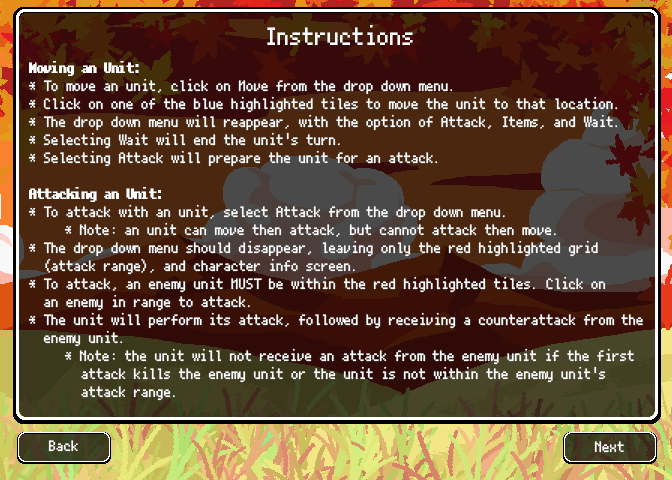 Instructions
Moving an Unit:
* To move an unit, click on Move from the drop down menu.
* Click on one of the blue highlighted tiles to move the unit to that location.
* The drop down menu will reappear, with the option of Attack, Items, and Wait.
* Selecting Wait will end the unit's turn.
* Selecting Attack will prepare the unit for an attack.
Attacking an Unit:
* To attack with an unit, select Attack from the drop down menu.
* Note: an unit can move then attack, but cannot attack then move.
* The drop down menu should disappear, leaving only the red highlighted grid
(attack range), and character info screen.
* To attack, an enemy unit MUST be within the red highlighted tiles. Click on
an enemy in range to attack.
* The unit will perform its attack, followed by receiving a counterattack from the
enemy unit.
* Note: the unit will not receive an attack from the enemy unit if the first
attack kills the enemy unit or the unit is not within the enemy unit's
attack range.
Back
Next